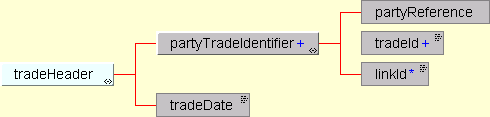 partyReference
partyTradeIdentifier +
tradeId +
tradeHeader
linkId *
tradeDate